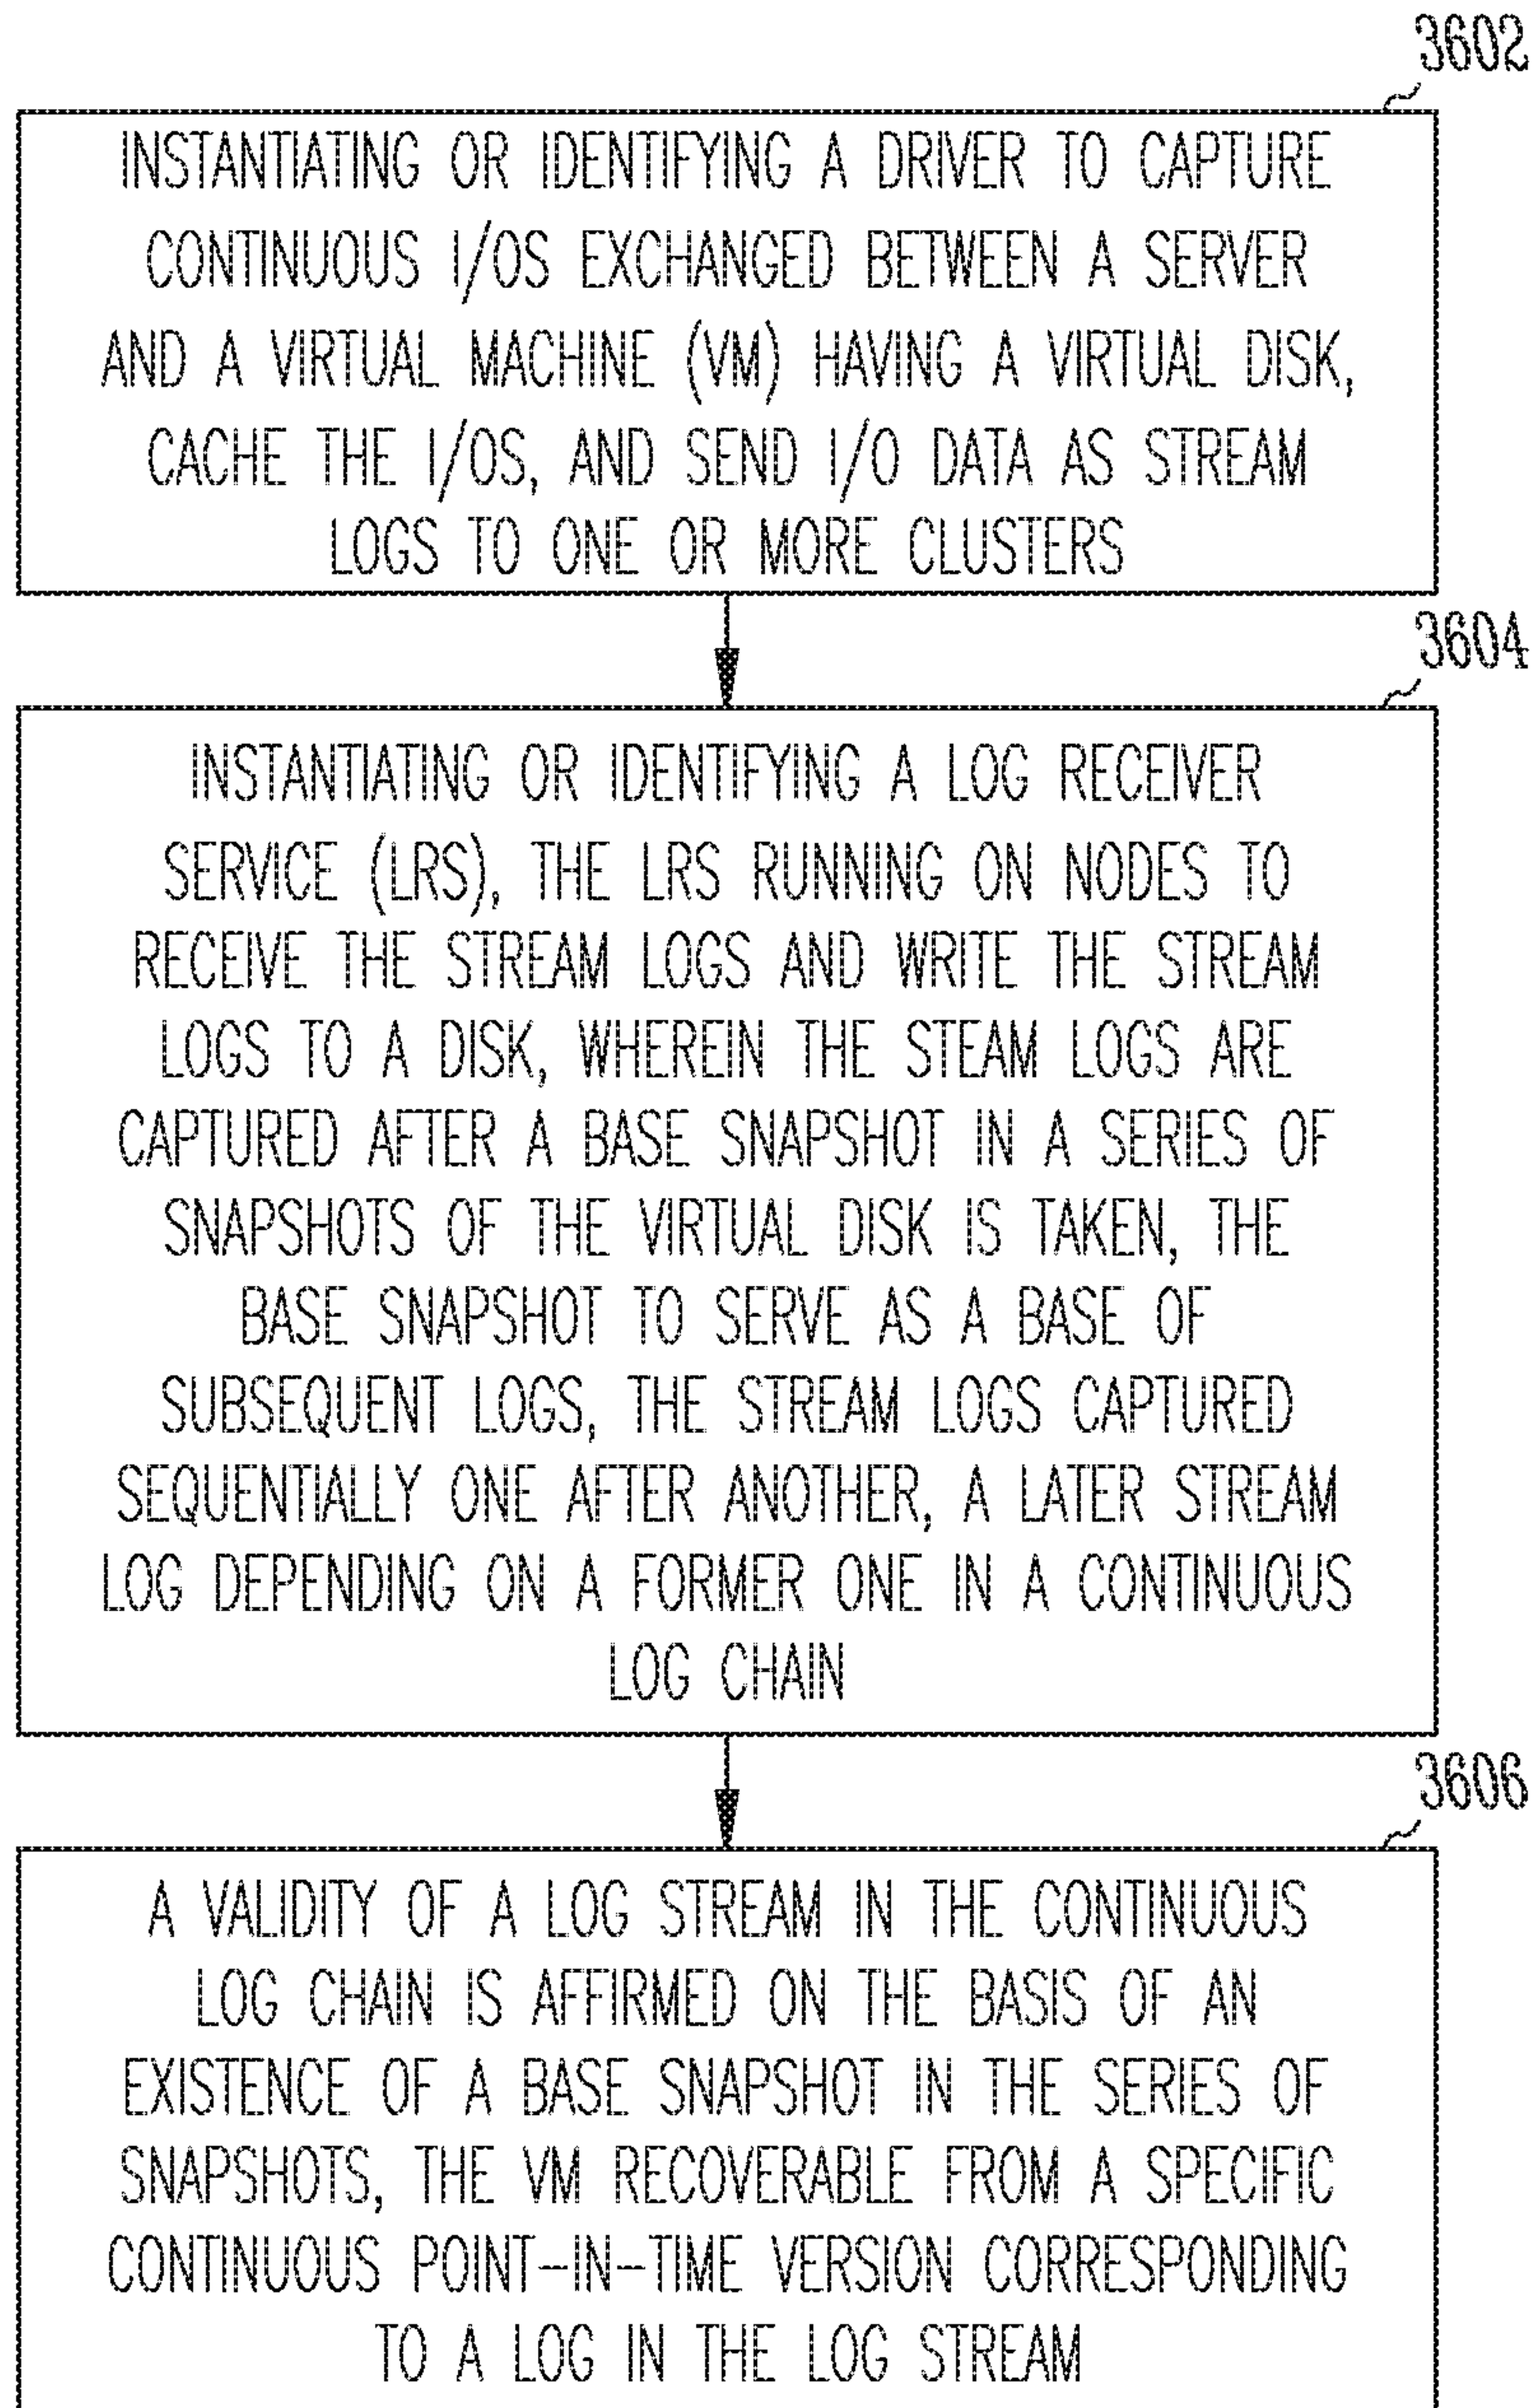 3602
INSTANTIATING OR IDENTIFYING A DRIVER TO CAPTURE
CONTINUOUS I/OS EXCHANGED BETWEEN A SERVER
AND A VIRTUAL MACHINE (VM) HAVING A VIRTUAL DISK,
CACHE THE I/OS, AND SEND I/O DATA AS STREAM
LOGS TO ONE OR MORE CLUSTERS
3604
INSTANTIATING OR IDENTIFYING A LOG RECEIVER
SERVICE (LRS), THE LRS RUNNING ON NODES TO
RECEIVE THE STREAM LOGS AND WRITE THE STREAM
LOGS TO A DISK, WHEREIN THE STEAM LOGS ARE
CAPTURED AFTER A BASE SNAPSHOT IN A SERIES OF
SNAPSHOTS OF THE VIRTUAL DISK IS TAKEN, THE
BASE SNAPSHOT TO SERVE AS A BASE OF
SUBSEQUENT LOGS, THE STREAM LOGS CAPTURED
SEQUENTIALLY ONE AFTER ANOTHER, A LATER STREAM
LOG DEPENDING ON A FORMER ONE IN A CONTINUOUS
LOG CHAIN
3606
A VALIDITY OF A LOG STREAM IN THE CONTINUOUS
LOG CHAIN IS AFFIRMED ON THE BASIS OF AN
EXISTENCE OF A BASE SNAPSHOT IN THE SERIES OF
SNAPSHOTS, THE VM RECOVERABLE FROM A SPECIFIC
CONTINUOUS POINT-IN-TIME VERSION CORRESPONDING
TO A LOG IN THE LOG STREAM